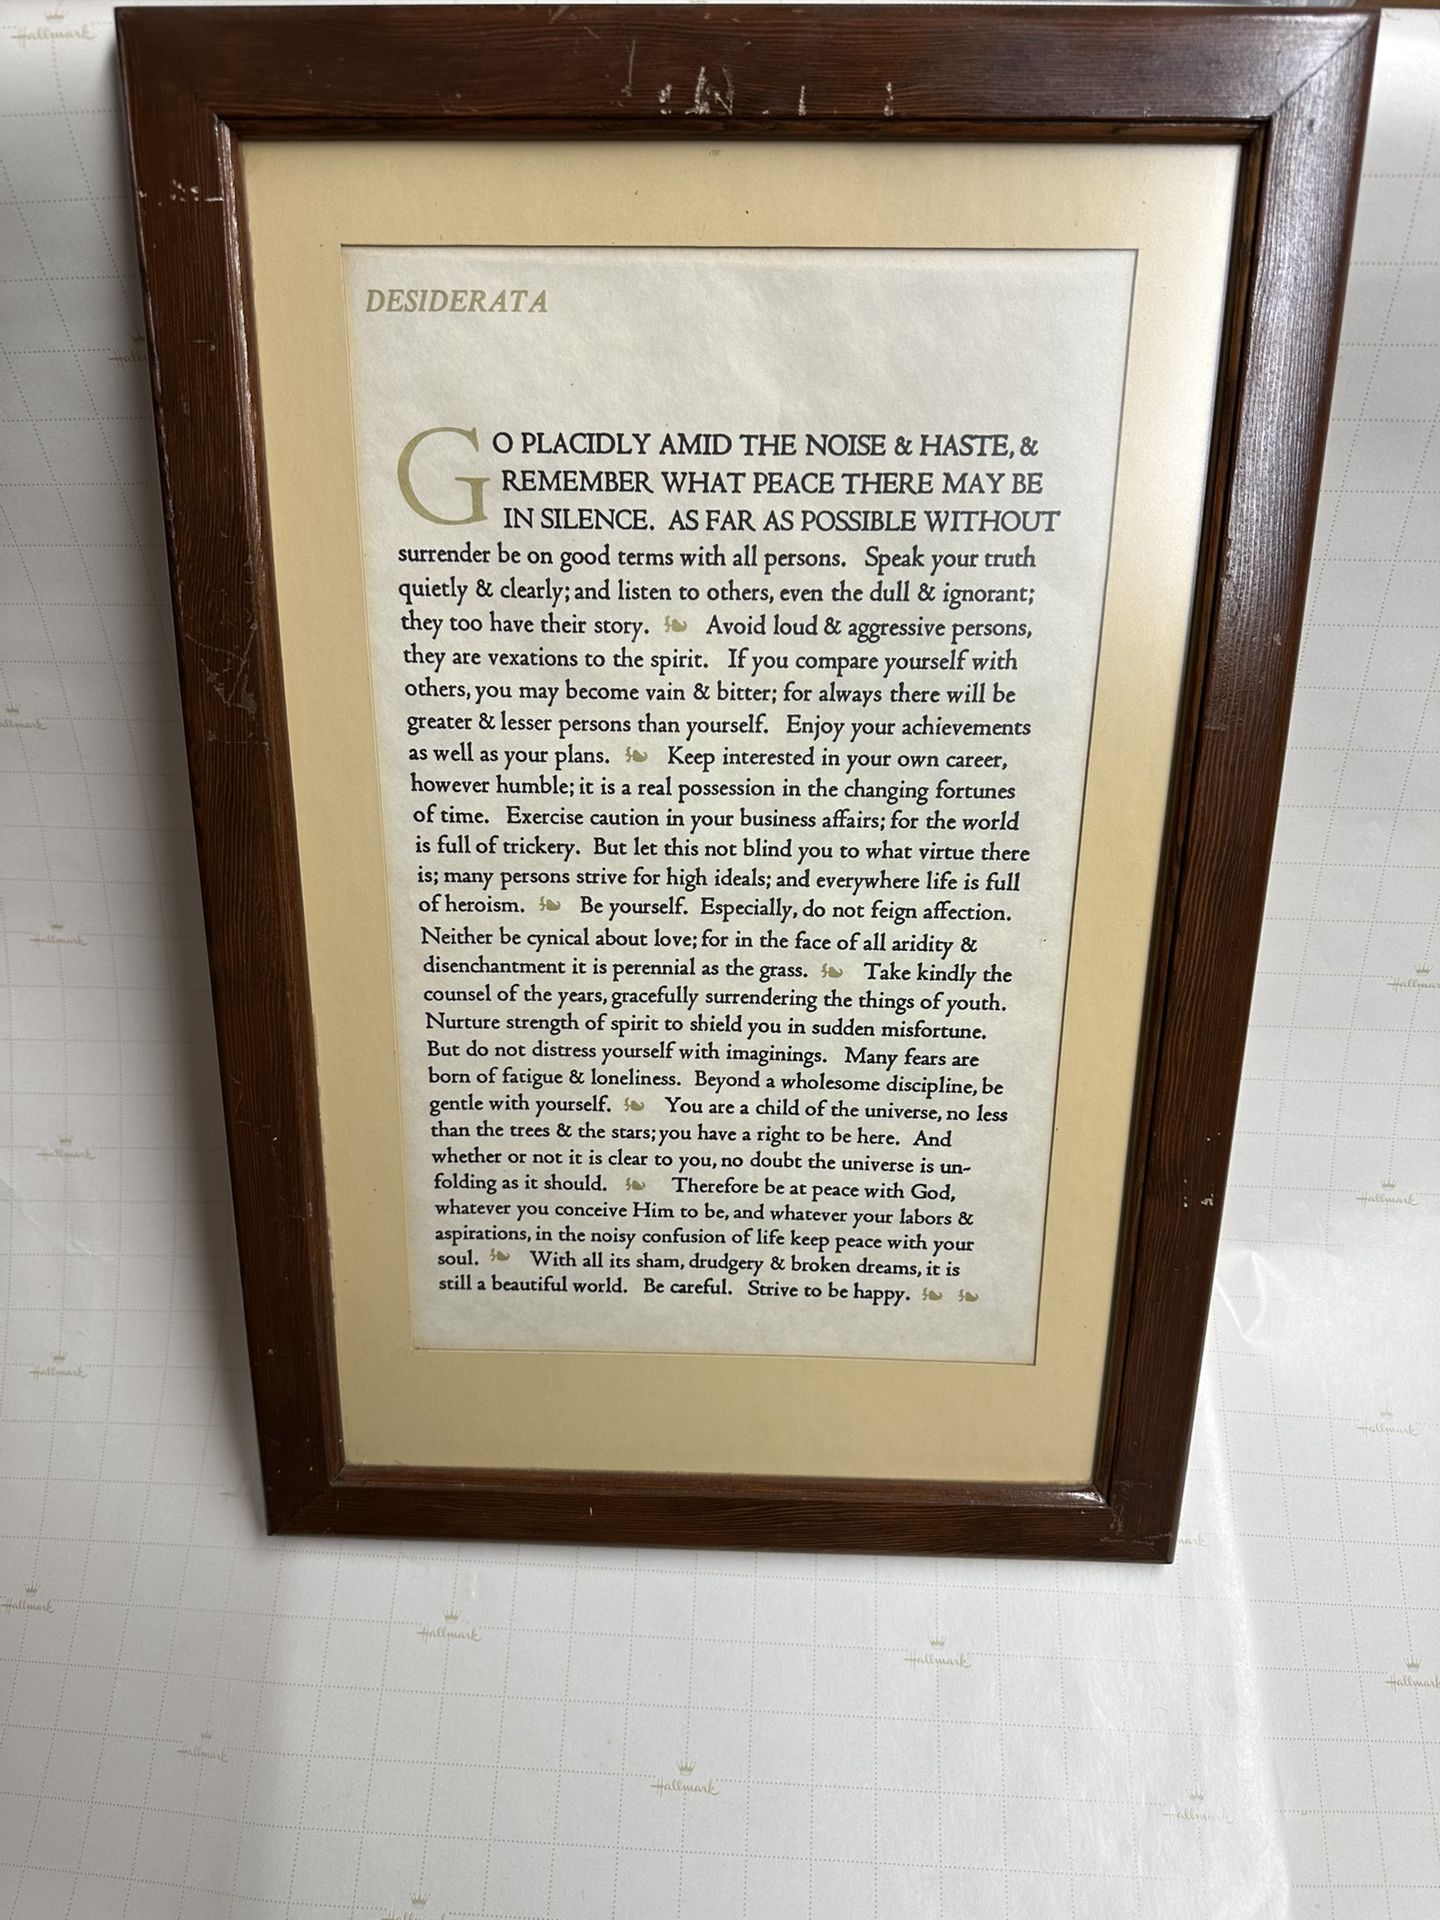 DESIDERATA
GO PLACIDLY AMID THE NOISE & HASTE, &
REMEMBER WHAT PEACE THERE MAY BE
IN SILENCE. AS FAR AS POSSIBLE WITHOUT
surrender be on good terms with all persons. Speak your truth
quietly & clearly; and listen to others, even the dull & ignorant;
they too have their story. Avoid loud & aggressive persons,
they are vexations to the spirit. If you compare yourself with
others, you may become vain & bitter; for always there will be
greater & lesser persons than yourself. Enjoy your achievements
as well as your plans. Keep interested in your own career,
however humble; it is a real possession in the changing fortunes
of time. Exercise caution in your business affairs; for the world
is full of trickery. But let this not blind you to what virtue there
is; many persons strive for high ideals; and everywhere life is full
of heroism. Be yourself. Especially, do not feign affection.
Neither be cynical about love; for in the face of all aridity &
disenchantment it is perennial as the grass. Take kindly the
counsel of the years, gracefully surrendering the things of youth.
Nurture strength of spirit to shield you in sudden misfortune.
But do not distress yourself with imaginings. Many fears are
born of fatigue & loneliness. Beyond a wholesome discipline, be
gentle with yourself. You are a child of the universe, no less
than the trees & the stars; you have a right to be here. And
whether or not it is clear to you, no doubt the universe is un-
folding as it should. Therefore be at peace with God,
whatever you conceive Him to be, and whatever your labors &
aspirations, in the noisy confusion of life keep peace with your
soul. With all its sham, drudgery & broken dreams, it is
still a beautiful world. Be careful. Strive to be happy.
Hallmark
Hallmark
Hallmark
Hallmark
Hallmark
Hallmark
Hallmark
Hallmark
Hallmark
Hallmark
Hallmark
Hallmark
Hallmark
Hallmark